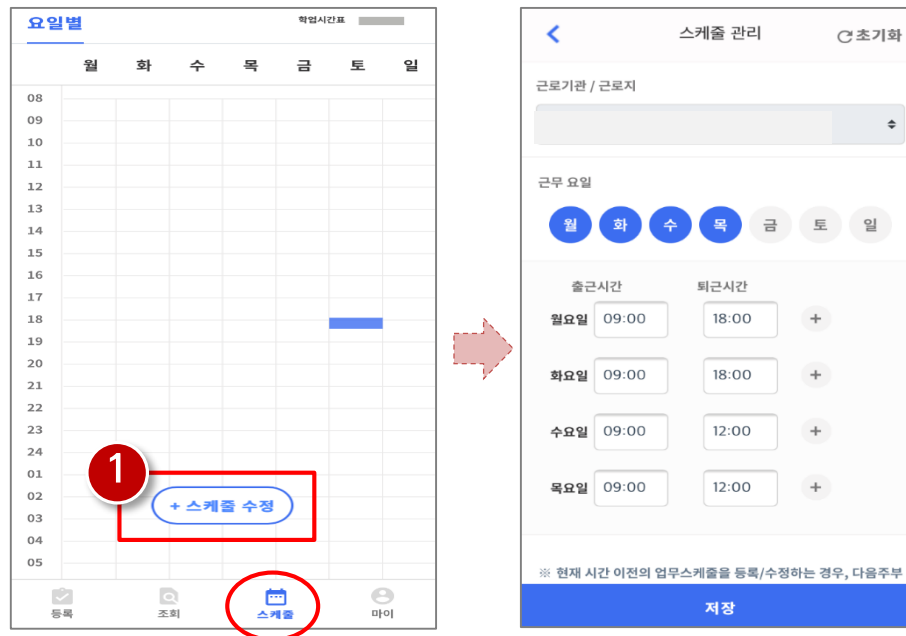 요일별
학업시간표
월 화 수 목 금 토 일
08
09
10
11
12
13
14
15
16
17
18
19
20
21
22
23
24
01
02
03
04
05
1
+ 스케줄 수정
등록 조회 스케줄 마이
스케줄 관리
초기화
근로기관 / 근로지
근무 요일
월 화 수 목 금 토 일
출근시간 퇴근시간
월요일 09:00 18:00 +
화요일 09:00 18:00 +
수요일 09:00 12:00 +
목요일 09:00 12:00 +
※ 현재 시간 이전의 업무스케줄을 등록/수정하는 경우, 다음주부
저장